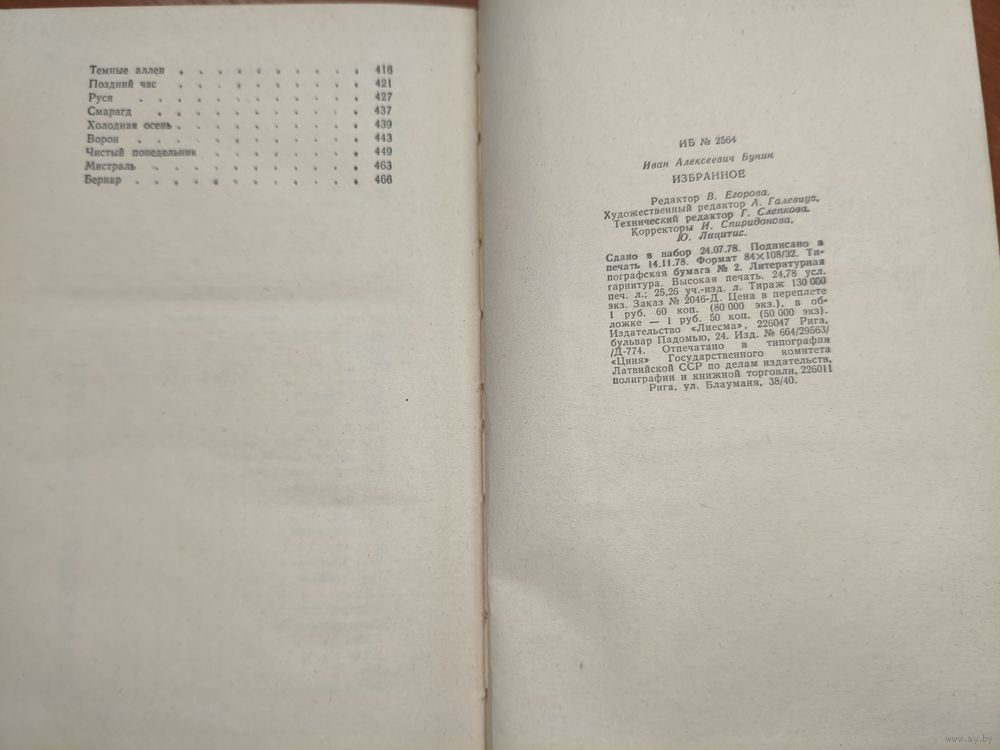 Темные аллеи . . . . . . . . . . 416
Поздний час . . . . . . . . . . 421
Руся . . . . . . . . . . . . 427
Смарагд . . . . . . . . . . . 437
Холодная осень . . . . . . . . . . 439
Ворон . . . . . . . . . . . . 443
Чистый понедельник . . . . . . . . 449
Мистраль . . . . . . . . . . . 463
Бернар . . . . . . . . . . . . 466
ИБ № 2564
Иван Алексеевич Бунин
ИЗБРАННОЕ
Редактор В. Егорова.
Художественный редактор А. Галевиус.
Технический редактор Г. Слепкова.
Корректоры И. Спиридонова,
Ю. Лицитис.
Сдано в набор 24.07.78. Подписано в
печать 14.11.78. Формат 84×108/32. Ти-
пографская бумага № 2. Литературная
гарнитура. Высокая печать. 24,78 усл.
печ. л.; 25,26 уч.-изд. л. Тираж 130 000
экз. Заказ № 2046-Д. Цена в переплете
1 руб. 60 коп. (80 000 экз.), в об-
ложке — 1 руб. 50 коп. (50 000 экз).
Издательство «Лиесма», 226047 Рига,
бульвар Падомью, 24. Изд. № 664/29563/
/Д-774. Отпечатано в типографии
«Циня» Государственного комитета
Латвийской ССР по делам издательств,
полиграфии и книжной торговли, 226011
Рига, ул. Блауманя, 38/40.
www.ay.by